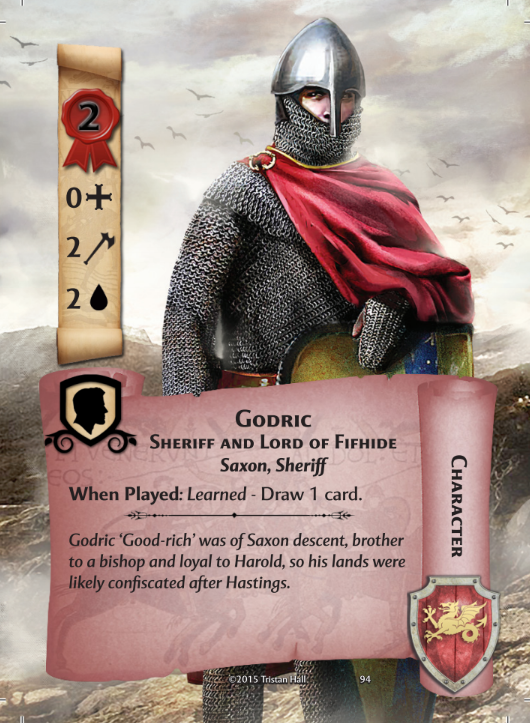 2
0
2
2
Godric
Sheriff and Lord of Fifhide
Saxon, Sheriff
When Played: Learned - Draw 1 card.
Godric ‘Good-rich’ was of Saxon descent, brother
to a bishop and loyal to Harold, so his lands were
likely confiscated after Hastings.
Character
©2015 Tristan Hall
94